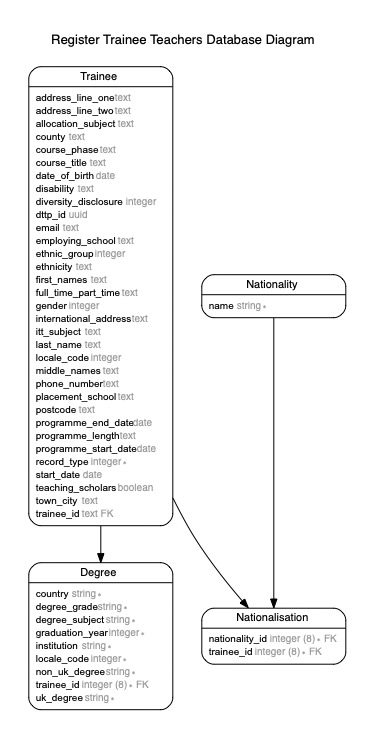 Register Trainee Teachers Database Diagram
Trainee
address_line_one text
address_line_two text
allocation_subject text
county text
course_phase text
course_title text
date_of_birth date
disability text
diversity_disclosure integer
dttp_id uuid
email text
employing_school text
ethnic_group integer
ethnicity text
first_names text
full_time_part_time text
gender integer
international_address text
itt_subject text
last_name text
locale_code integer
middle_names text
phone_number text
placement_school text
postcode text
programme_end_date date
programme_length text
programme_start_date date
record_type integer *
start_date date
teaching_scholars boolean
town_city text
trainee_id text FK
Nationality
name string *
Degree
country string *
degree_grade string *
degree_subject string *
graduation_year integer *
institution string *
locale_code integer *
non_uk_degree string *
trainee_id integer (8) * FK
uk_degree string *
Nationalisation
nationality_id integer (8) * FK
trainee_id integer (8) * FK